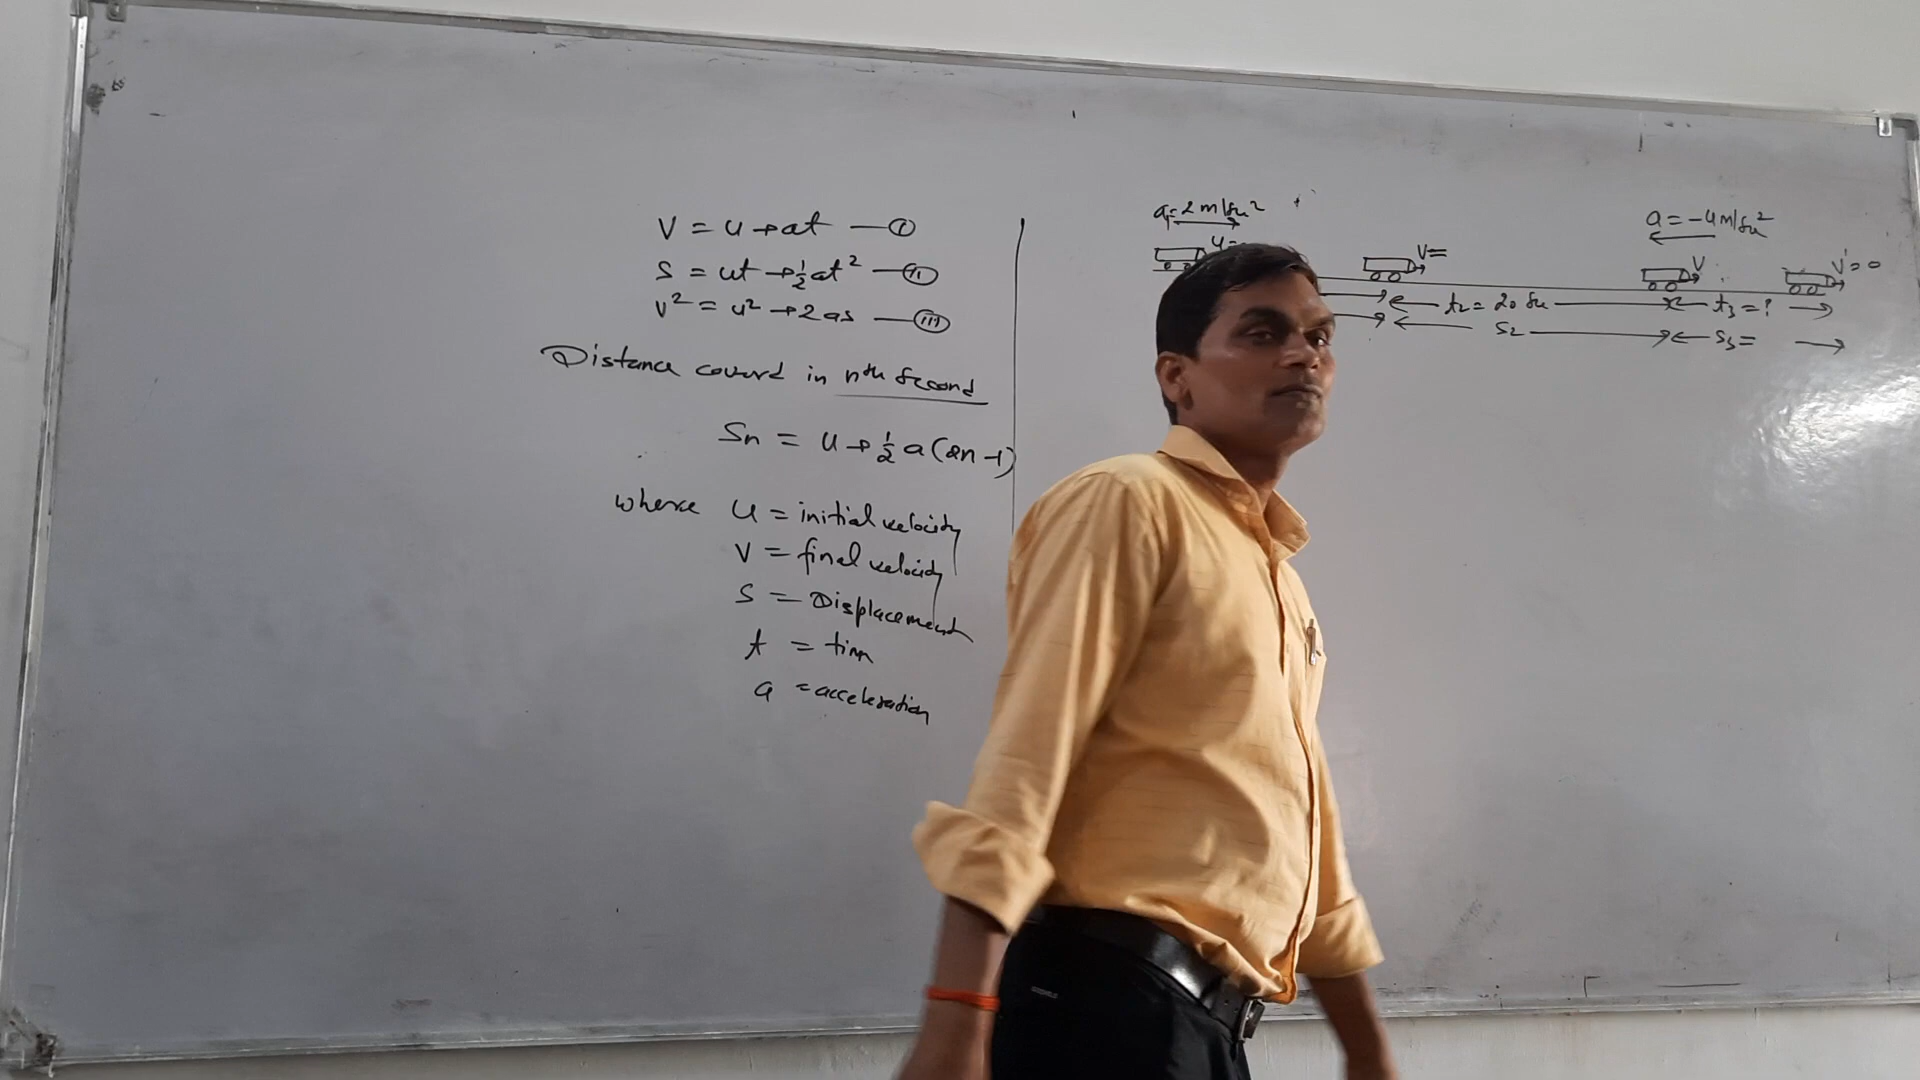 V = u + at — (i)
S = ut + ½at² — (ii)
v² = u² + 2as — (iii)
Distance coverd in nth second
Sn = u + ½ a(2n-1)
where u = initial velocity
V = final velocity
S = Displacement
t = time
a = acceleration
a = 2 m/sec²
u=
V=
a = -4 m/sec²
V
V'=0
t₂ = 20 sec
t₃ = ?
S₂
S₃ =